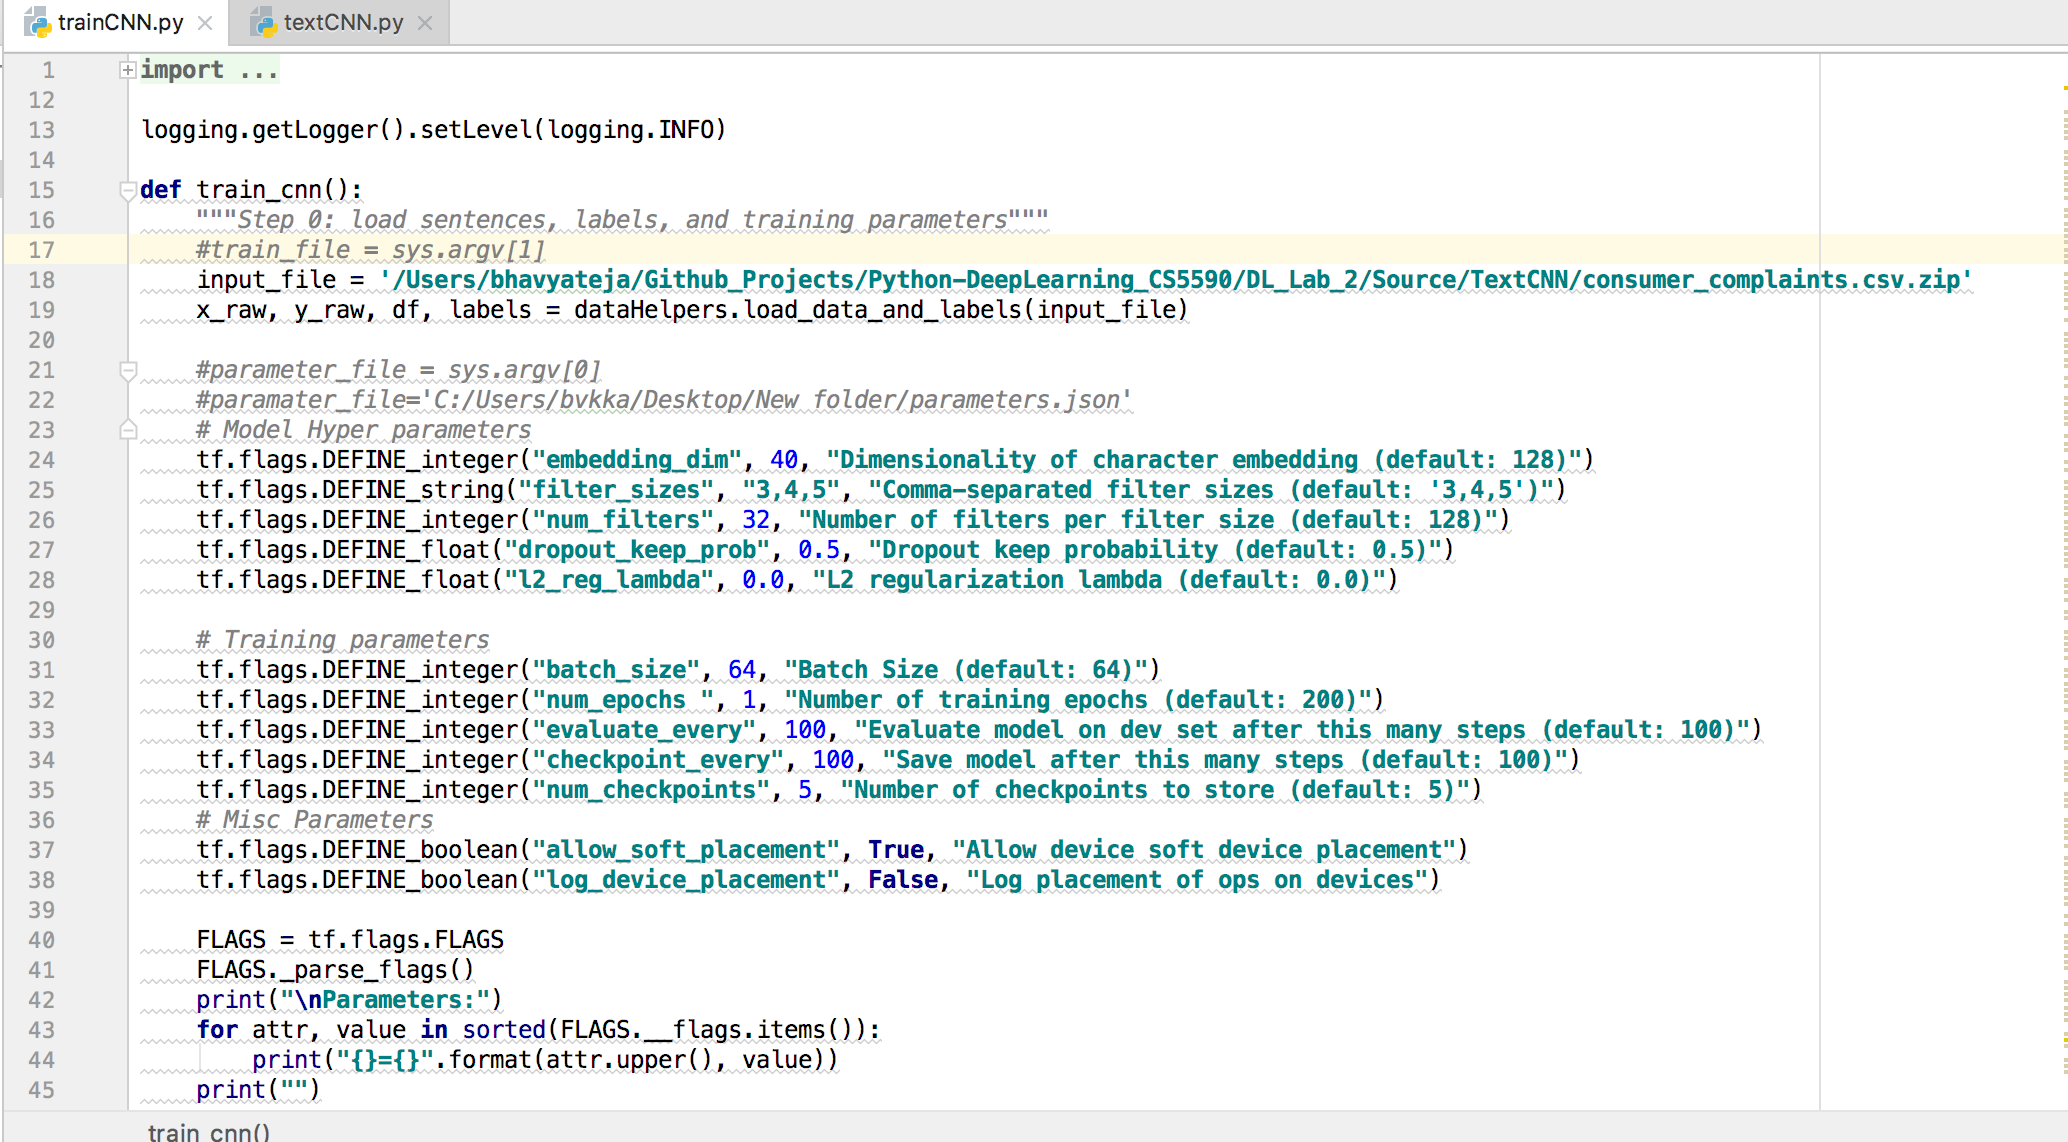 trainCNN.py textCNN.py
1 import ...
12
13 logging.getLogger().setLevel(logging.INFO)
14
15 def train_cnn():
16 """Step 0: load sentences, labels, and training parameters"""
17 #train_file = sys.argv[1]
18 input_file = '/Users/bhavyateja/Github_Projects/Python-DeepLearning_CS5590/DL_Lab_2/Source/TextCNN/consumer_complaints.csv.zip'
19 x_raw, y_raw, df, labels = dataHelpers.load_data_and_labels(input_file)
20
21 #parameter_file = sys.argv[0]
22 #paramater_file='C:/Users/bvkka/Desktop/New folder/parameters.json'
23 # Model Hyper parameters
24 tf.flags.DEFINE_integer("embedding_dim", 40, "Dimensionality of character embedding (default: 128)")
25 tf.flags.DEFINE_string("filter_sizes", "3,4,5", "Comma-separated filter sizes (default: '3,4,5')")
26 tf.flags.DEFINE_integer("num_filters", 32, "Number of filters per filter size (default: 128)")
27 tf.flags.DEFINE_float("dropout_keep_prob", 0.5, "Dropout keep probability (default: 0.5)")
28 tf.flags.DEFINE_float("l2_reg_lambda", 0.0, "L2 regularization lambda (default: 0.0)")
29
30 # Training parameters
31 tf.flags.DEFINE_integer("batch_size", 64, "Batch Size (default: 64)")
32 tf.flags.DEFINE_integer("num_epochs ", 1, "Number of training epochs (default: 200)")
33 tf.flags.DEFINE_integer("evaluate_every", 100, "Evaluate model on dev set after this many steps (default: 100)")
34 tf.flags.DEFINE_integer("checkpoint_every", 100, "Save model after this many steps (default: 100)")
35 tf.flags.DEFINE_integer("num_checkpoints", 5, "Number of checkpoints to store (default: 5)")
36 # Misc Parameters
37 tf.flags.DEFINE_boolean("allow_soft_placement", True, "Allow device soft device placement")
38 tf.flags.DEFINE_boolean("log_device_placement", False, "Log placement of ops on devices")
39
40 FLAGS = tf.flags.FLAGS
41 FLAGS._parse_flags()
42 print("\nParameters:")
43 for attr, value in sorted(FLAGS.__flags.items()):
44 print("{}={}".format(attr.upper(), value))
45 print("")
train_cnn()